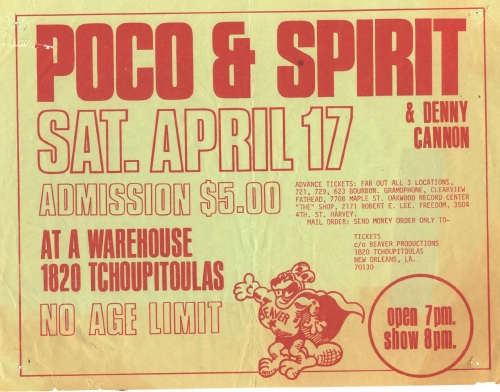 POCO & SPIRIT
& DENNY
CANNON
SAT. APRIL 17
ADMISSION $5.00
ADVANCE TICKETS: FAR OUT ALL 3 LOCATIONS,
721, 729, 623 BOURBON. GRAMOPHONE, CLEARVIEW
FATHEAD, 7708 MAPLE ST. OAKWOOD RECORD CENTER
"THE" SHOP, 2171 ROBERT E. LEE. FREEDOM, 3504
4TH. ST. HARVEY.
MAIL ORDER: SEND MONEY ORDER ONLY TO-
TICKETS
c/o BEAVER PRODUCTIONS
1820 TCHOUPITOULAS
NEW ORLEANS, LA.
70130
AT A WAREHOUSE
1820 TCHOUPITOULAS
NO AGE LIMIT
BEAVER
open 7pm.
show 8pm.